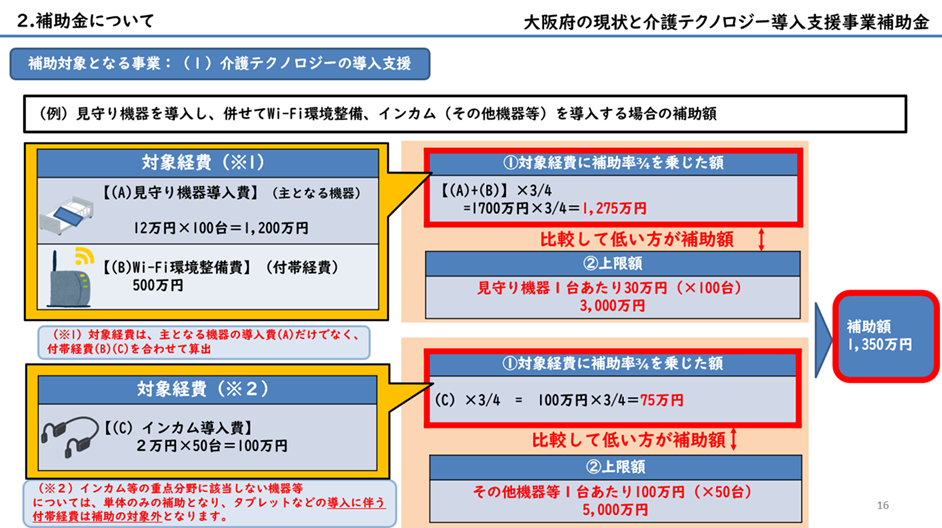 2.補助金について
大阪府の現状と介護テクノロジー導入支援事業補助金
補助対象となる事業：（１）介護テクノロジーの導入支援
（例）見守り機器を導入し、併せてWi-Fi環境整備、インカム（その他機器等）を導入する場合の補助額
対象経費（※1）
【(A)見守り機器導入費】（主となる機器）
12万円×100台＝1,200万円
【(B)Wi-Fi環境整備費】（付帯経費）
500万円
（※1）対象経費は、主となる機器の導入費(A)だけでなく、
付帯経費(B)(C)を合わせて算出
①対象経費に補助率¾を乗じた額
【(A)+(B)】×3/4
=1700万円×3/4＝1,275万円
比較して低い方が補助額
②上限額
見守り機器１台あたり30万円（×100台）
3,000万円
対象経費（※２）
【(C) インカム導入費】
２万円×50台＝100万円
（※２）インカム等の重点分野に該当しない機器等
については、単体のみの補助となり、タブレットなどの導入に伴う
付帯経費は補助の対象外となります。
①対象経費に補助率¾を乗じた額
(C) ×3/4 = 100万円×3/4＝75万円
比較して低い方が補助額
②上限額
その他機器等１台あたり100万円（×50台）
5,000万円
補助額
1,350万円
16